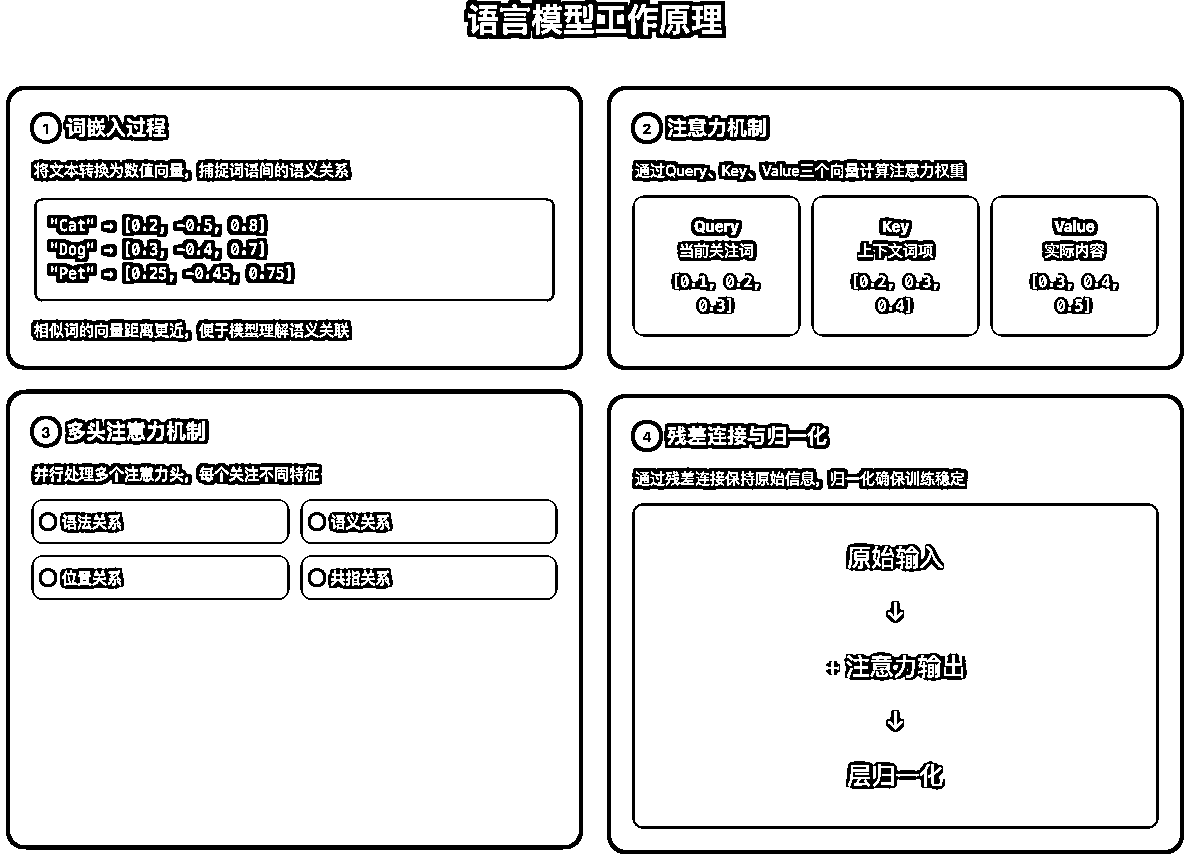 语言模型工作原理
1 词嵌入过程
将文本转换为数值向量，捕捉词语间的语义关系
"Cat" → [0.2, -0.5, 0.8]
"Dog" → [0.3, -0.4, 0.7]
"Pet" → [0.25, -0.45, 0.75]
相似词的向量距离更近，便于模型理解语义关联
2 注意力机制
通过Query、Key、Value三个向量计算注意力权重
Query
当前关注词
[0.1, 0.2,
0.3]
Key
上下文词项
[0.2, 0.3,
0.4]
Value
实际内容
[0.3, 0.4,
0.5]
3 多头注意力机制
并行处理多个注意力头，每个关注不同特征
语法关系
语义关系
位置关系
共指关系
4 残差连接与归一化
通过残差连接保持原始信息，归一化确保训练稳定
原始输入
↓
+ 注意力输出
↓
层归一化